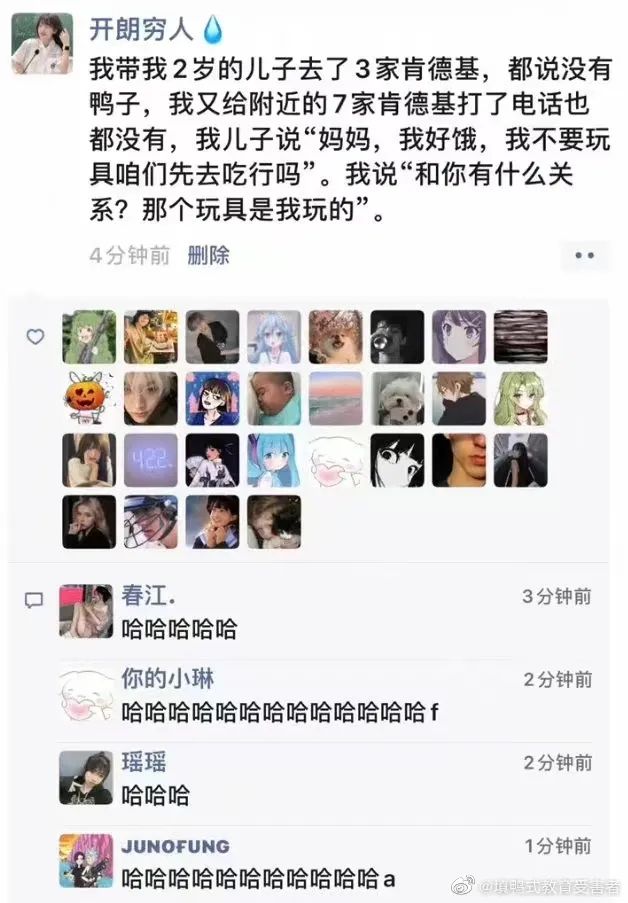 开朗穷人💧
我带我2岁的儿子去了3家肯德基，都说没有
鸭子，我又给附近的7家肯德基打了电话也
都没有，我儿子说“妈妈，我好饿，我不要玩
具咱们先去吃行吗”。我说“和你有什么关
系？那个玩具是我玩的”。
4分钟前 删除
422.
春江. 3分钟前
哈哈哈哈哈
你的小琳 2分钟前
哈哈哈哈哈哈哈哈哈哈哈哈哈f
瑶瑶 2分钟前
哈哈哈
JUNOFUNG 1分钟前
哈哈哈哈哈哈哈哈哈哈哈a
@填鸭式教育受害者